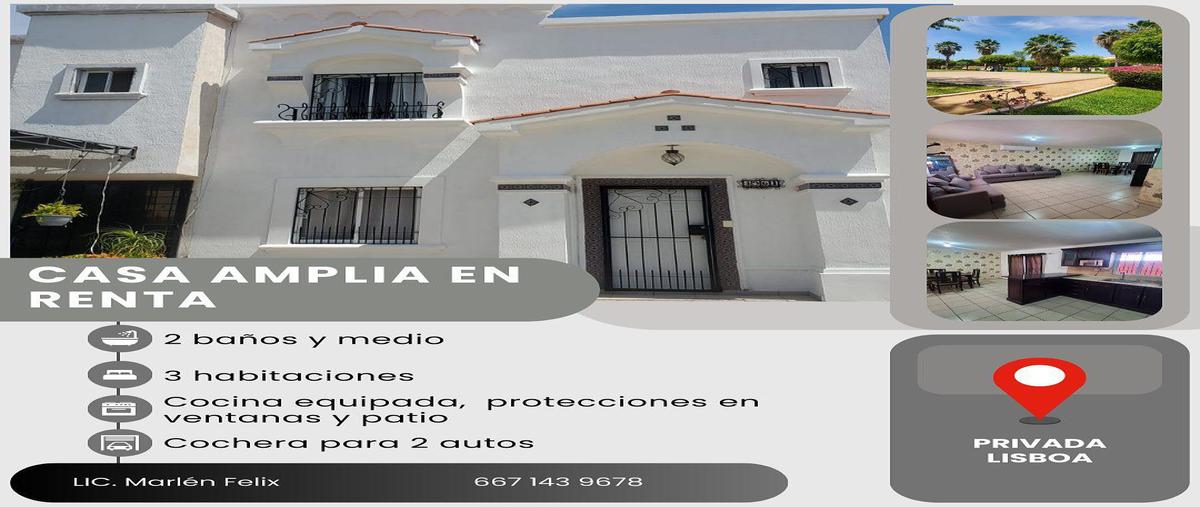 CASA AMPLIA EN
RENTA
2 baños y medio
3 habitaciones
Cocina equipada, protecciones en
ventanas y patio
Cochera para 2 autos
LIC. Marlén Felix
667 143 9678
PRIVADA
LISBOA